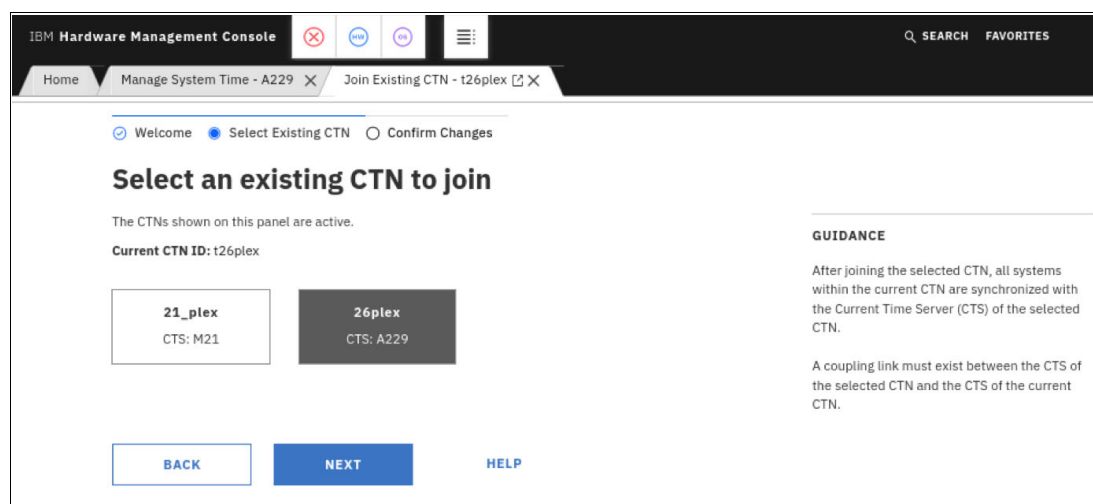 IBM Hardware Management Console
HW
OS
SEARCH FAVORITES
Home
Manage System Time - A229
Join Existing CTN - t26plex
Welcome Select Existing CTN Confirm Changes
Select an existing CTN to join
The CTNs shown on this panel are active.
Current CTN ID: t26plex
21_plex
CTS: M21
26plex
CTS: A229
BACK NEXT HELP
GUIDANCE
After joining the selected CTN, all systems
within the current CTN are synchronized with
the Current Time Server (CTS) of the selected
CTN.
A coupling link must exist between the CTS of
the selected CTN and the CTS of the current
CTN.